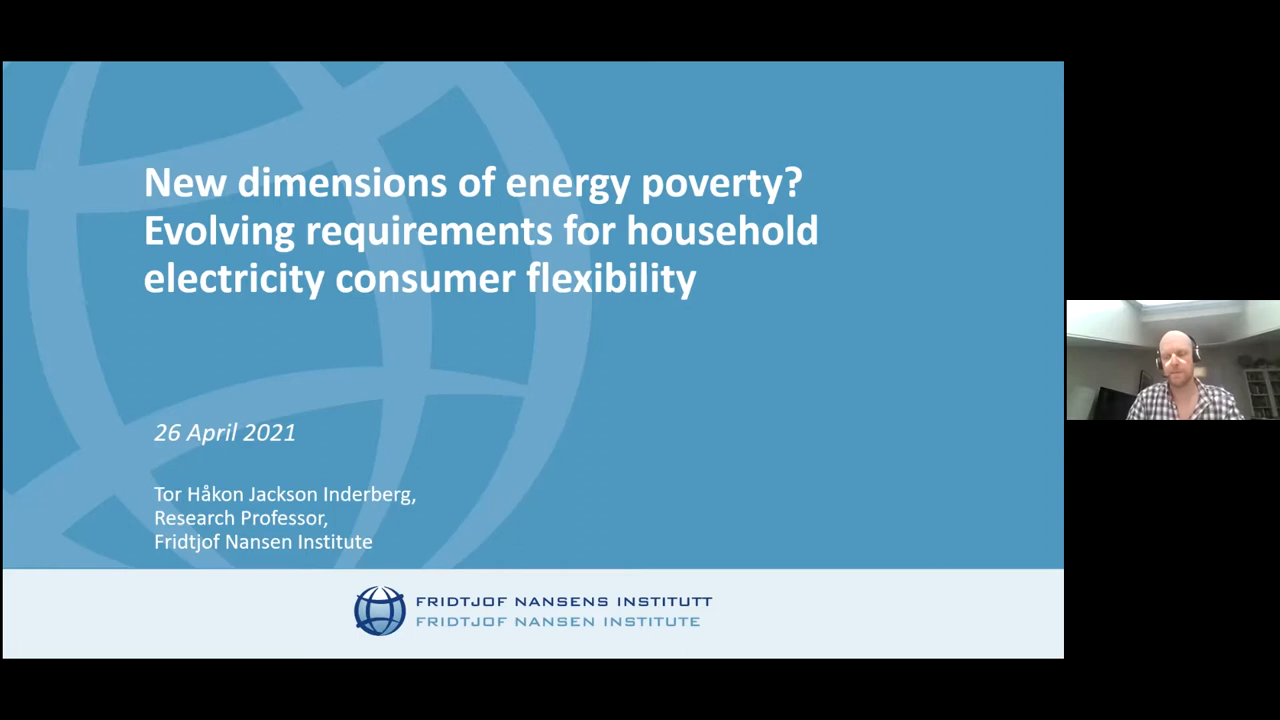 New dimensions of energy poverty?
Evolving requirements for household
electricity consumer flexibility
26 April 2021
Tor Håkon Jackson Inderberg,
Research Professor,
Fridtjof Nansen Institute
FRIDTJOF NANSENS INSTITUTT
FRIDTJOF NANSEN INSTITUTE